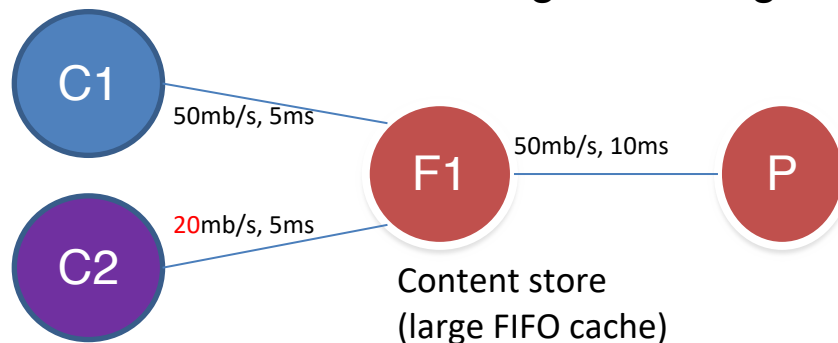 C1
50mb/s, 5ms
F1
50mb/s, 10ms
P
20mb/s, 5ms
C2
Content store
(large FIFO cache)